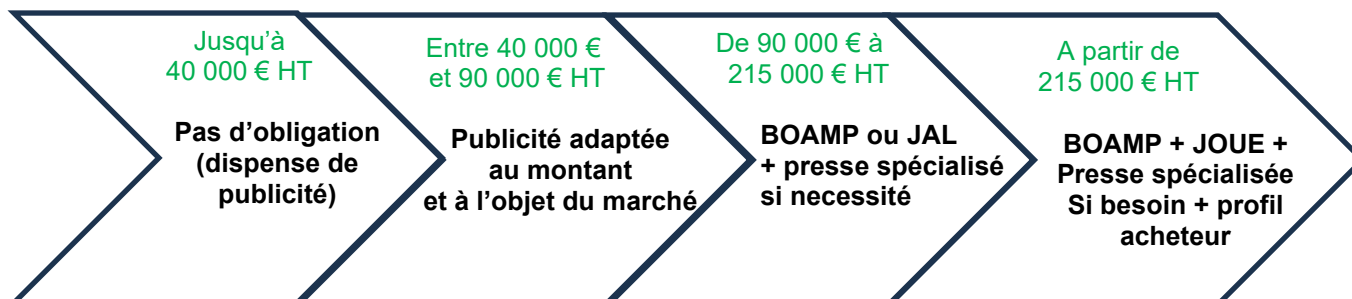 Jusqu'à
40 000 € HT
Pas d'obligation
(dispense de
publicité)
Entre 40 000 €
et 90 000 € HT
Publicité adaptée
au montant
et à l'objet du marché
De 90 000 € à
215 000 € HT
BOAMP ou JAL
+ presse spécialisé
si necessité
A partir de
215 000 € HT
BOAMP + JOUE +
Presse spécialisée
Si besoin + profil
acheteur